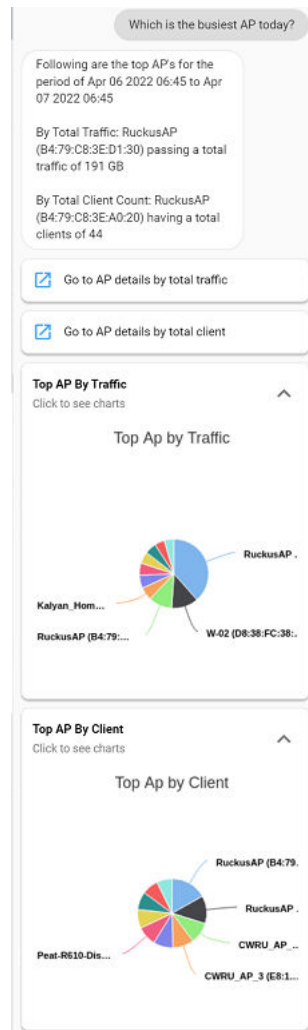 Which is the busiest AP today?
Following are the top AP's for the
period of Apr 06 2022 06:45 to Apr
07 2022 06:45
By Total Traffic: RuckusAP
(B4:79:C8:3E:D1:30) passing a total
traffic of 191 GB
By Total Client Count: RuckusAP
(B4:79:C8:3E:A0:20) having a total
clients of 44
Go to AP details by total traffic
Go to AP details by total client
Top AP By Traffic
Click to see charts
Top Ap by Traffic
RuckusAP .
Kalyan_Hom...
RuckusAP (B4:79:...
W-02 (D8:38:FC:38:.
Top AP By Client
Click to see charts
Top Ap by Client
RuckusAP (B4:79.
RuckusAP .
CWRU_AP_...
Peat-R610-Dis...
CWRU_AP_3 (E8:1...